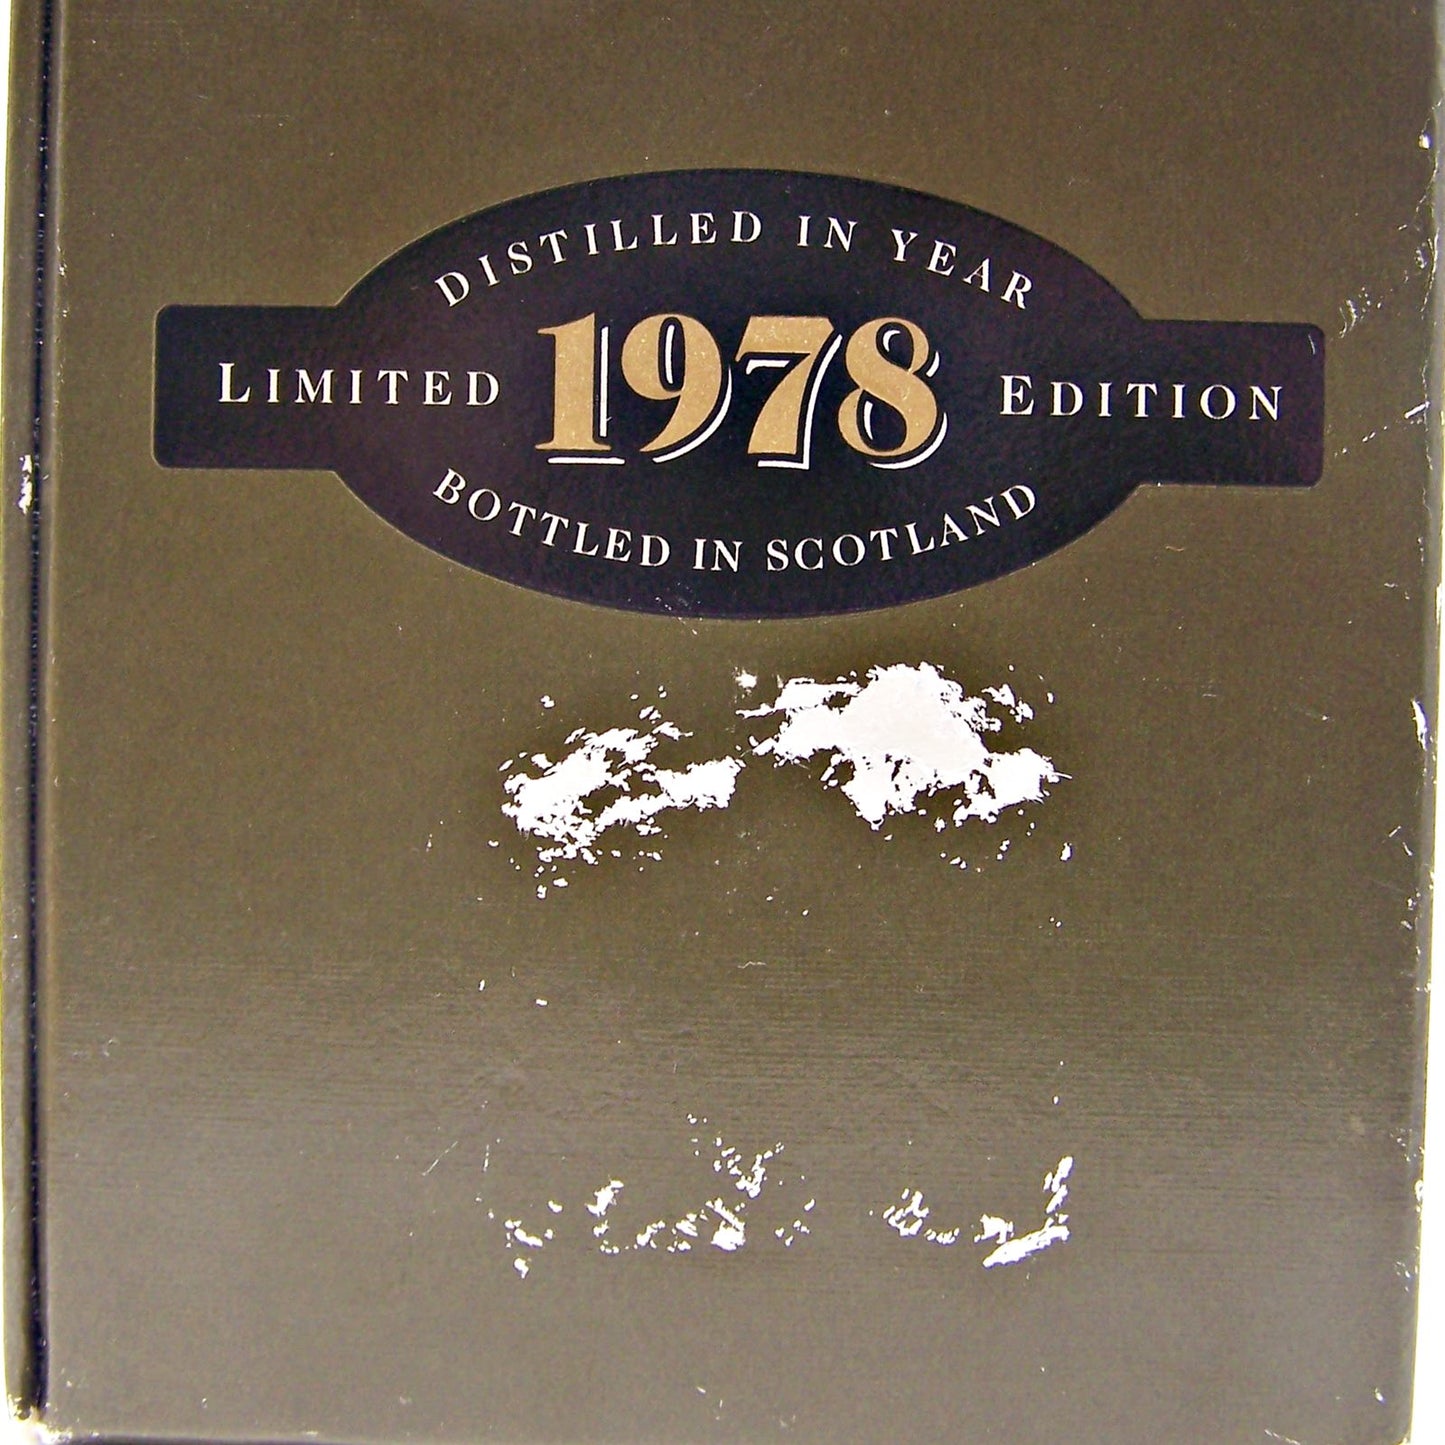 DISTILLED IN YEAR
LIMITED 1978 EDITION
BOTTLED IN SCOTLAND